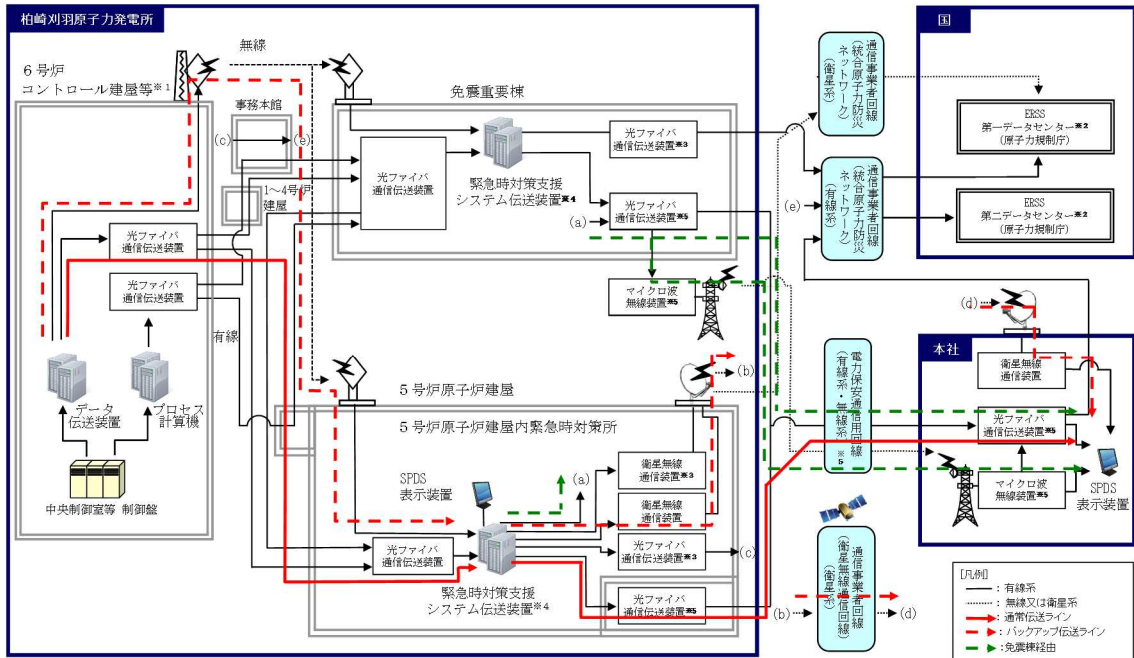 柏崎刈羽原子力発電所
6号炉
コントロール建屋等※1
無線
事務本館
(c)
(e)
1～4号炉
建屋
光ファイバ
通信伝送装置
光ファイバ
通信伝送装置
有線
データ
伝送装置
プロセス
計算機
中央制御室等 制御盤
免震重要棟
光ファイバ
通信伝送装置
緊急時対策支援
システム伝送装置※4
光ファイバ
通信伝送装置※3
光ファイバ
通信伝送装置※5
(a)
マイクロ波
無線装置※5
5号炉原子炉建屋
(b)
5号炉原子炉建屋内緊急時対策所
SPDS
表示装置
(a)
衛星無線
通信装置※3
衛星無線
通信装置
光ファイバ
通信伝送装置
光ファイバ
通信伝送装置※3
(c)
緊急時対策支援
システム伝送装置※4
光ファイバ
通信伝送装置※5
通信事業者回線
(統合原子力防災
ネットワーク)
(衛星系)
(e)
通信事業者回線
(統合原子力防災
ネットワーク)
(有線系)
電力保安通信用回線
(有線系・無線系)
※5
(b)
通信事業者回線
(衛星無線通信回線)
(衛星系)
(d)
国
ERSS
第一データセンター※2
(原子力規制庁)
ERSS
第二データセンター※2
(原子力規制庁)
(d)
本社
衛星無線
通信装置
光ファイバ
通信伝送装置※5
マイクロ波
無線装置※5
SPDS
表示装置
[凡例]
：有線系
：無線又は衛星系
：通常伝送ライン
：バックアップ伝送ライン
：免震棟経由